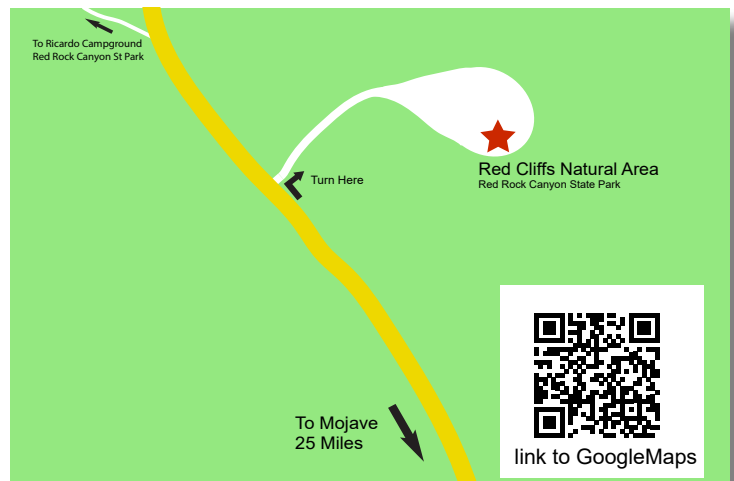 To Ricardo Campground
Red Rock Canyon St Park
Turn Here
Red Cliffs Natural Area
Red Rock Canyon State Park
To Mojave
25 Miles
link to GoogleMaps